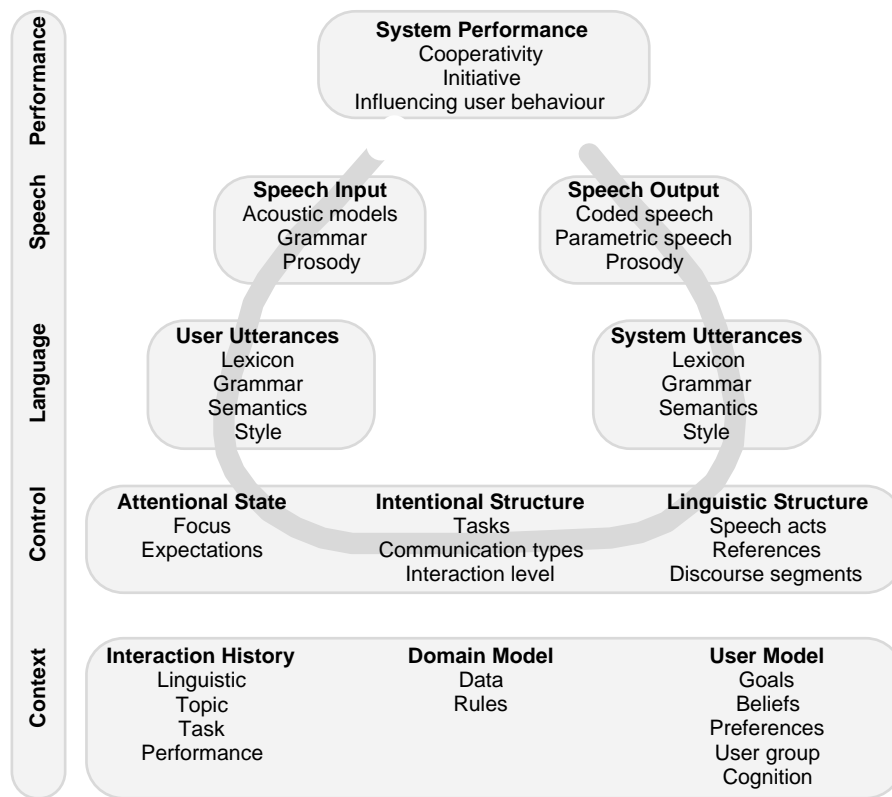 Performance
System Performance
Cooperativity
Initiative
Influencing user behaviour
Speech
Speech Input
Acoustic models
Grammar
Prosody
Speech Output
Coded speech
Parametric speech
Prosody
Language
User Utterances
Lexicon
Grammar
Semantics
Style
System Utterances
Lexicon
Grammar
Semantics
Style
Control
Attentional State
Focus
Expectations
Intentional Structure
Tasks
Communication types
Interaction level
Linguistic Structure
Speech acts
References
Discourse segments
Context
Interaction History
Linguistic
Topic
Task
Performance
Domain Model
Data
Rules
User Model
Goals
Beliefs
Preferences
User group
Cognition